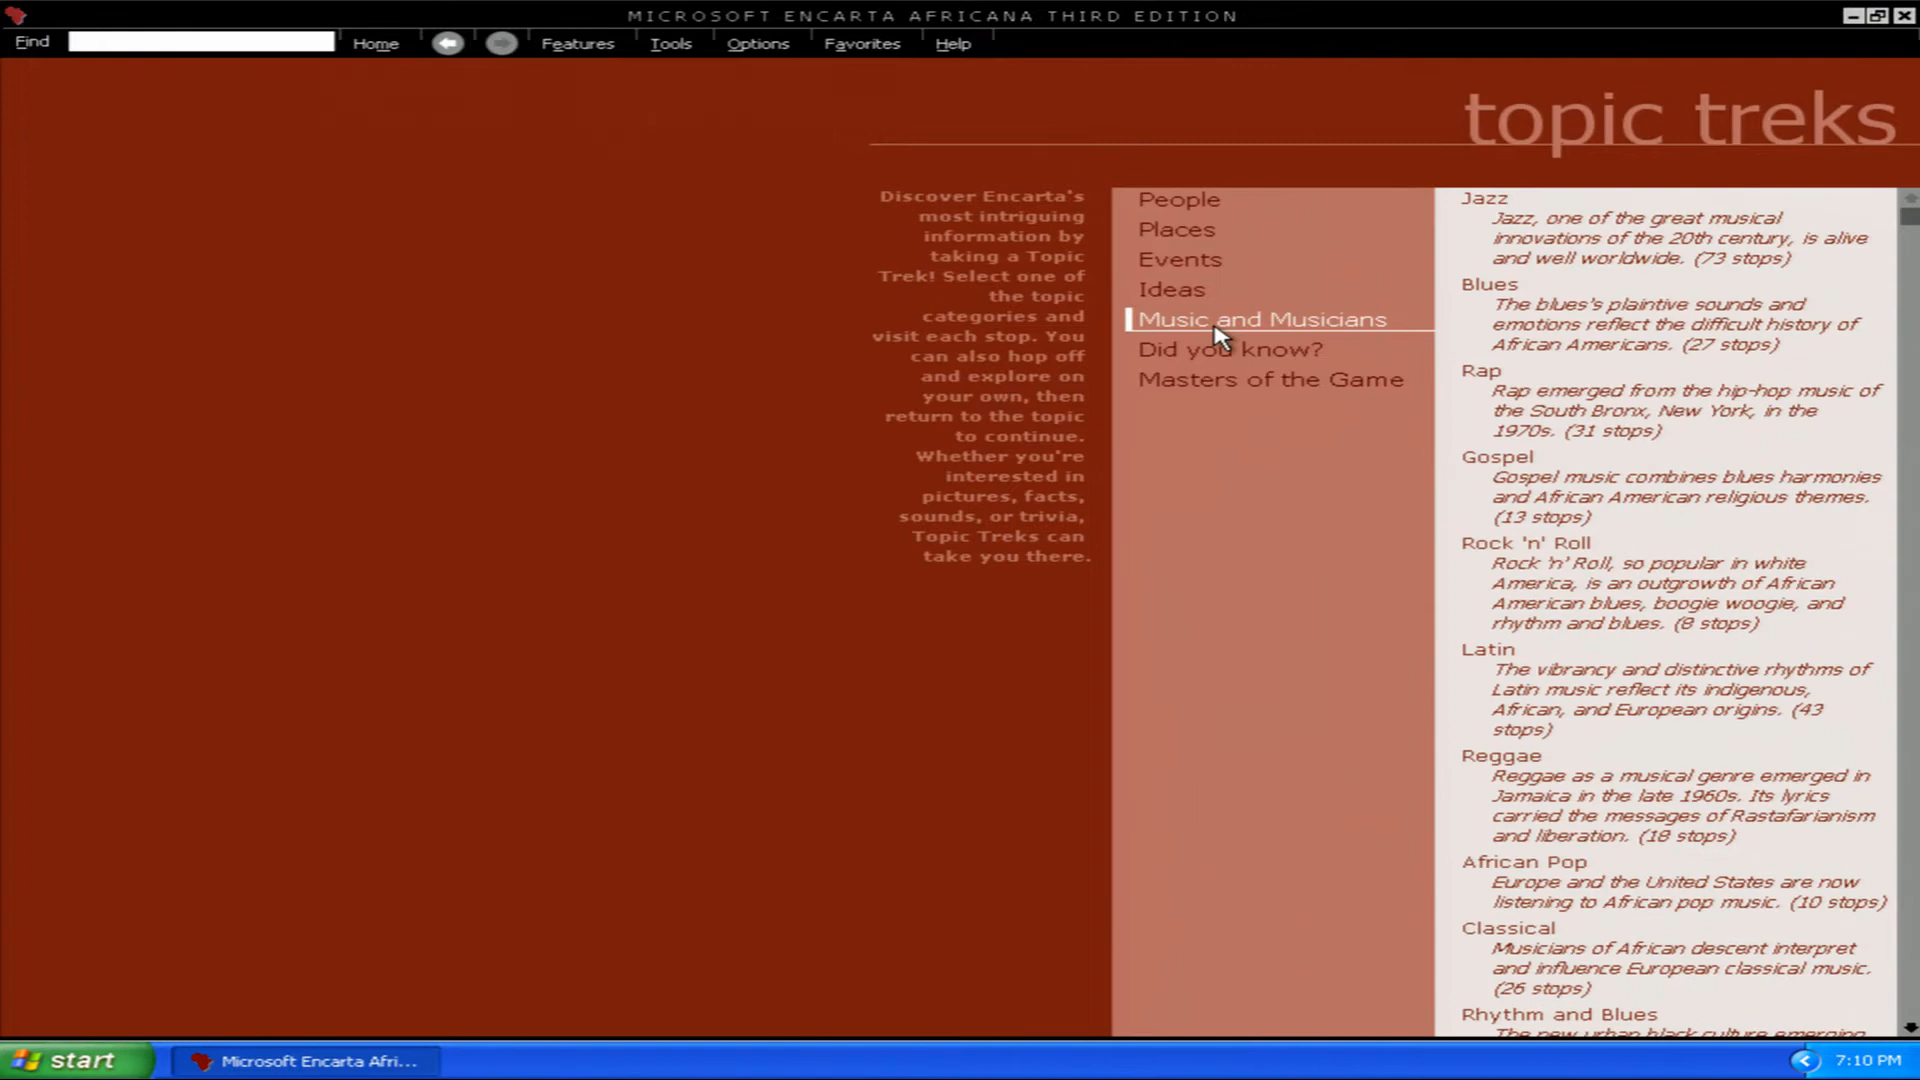 MICROSOFT ENCARTA AFRICANA THIRD EDITION
Find Home Features Tools Options Favorites Help
topic treks
Discover Encarta's
most intriguing
information by
taking a Topic
Trek! Select one of
the topic
categories and
visit each stop. You
can also hop off
and explore on
your own, then
return to the topic
to continue.
Whether you're
interested in
pictures, facts,
sounds, or trivia,
Topic Treks can
take you there.
People
Places
Events
Ideas
Music and Musicians
Did you know?
Masters of the Game
Jazz
Jazz, one of the great musical
innovations of the 20th century, is alive
and well worldwide. (73 stops)
Blues
The blues's plaintive sounds and
emotions reflect the difficult history of
African Americans. (27 stops)
Rap
Rap emerged from the hip-hop music of
the South Bronx, New York, in the
1970s. (31 stops)
Gospel
Gospel music combines blues harmonies
and African American religious themes.
(13 stops)
Rock 'n' Roll
Rock 'n' Roll, so popular in white
America, is an outgrowth of African
American blues, boogie woogie, and
rhythm and blues. (8 stops)
Latin
The vibrancy and distinctive rhythms of
Latin music reflect its indigenous,
African, and European origins. (43
stops)
Reggae
Reggae as a musical genre emerged in
Jamaica in the late 1960s. Its lyrics
carried the messages of Rastafarianism
and liberation. (18 stops)
African Pop
Europe and the United States are now
listening to African pop music. (10 stops)
Classical
Musicians of African descent interpret
and influence European classical music.
(26 stops)
Rhythm and Blues
The new urban black culture emerging
start Microsoft Encarta Afri... 7:10 PM